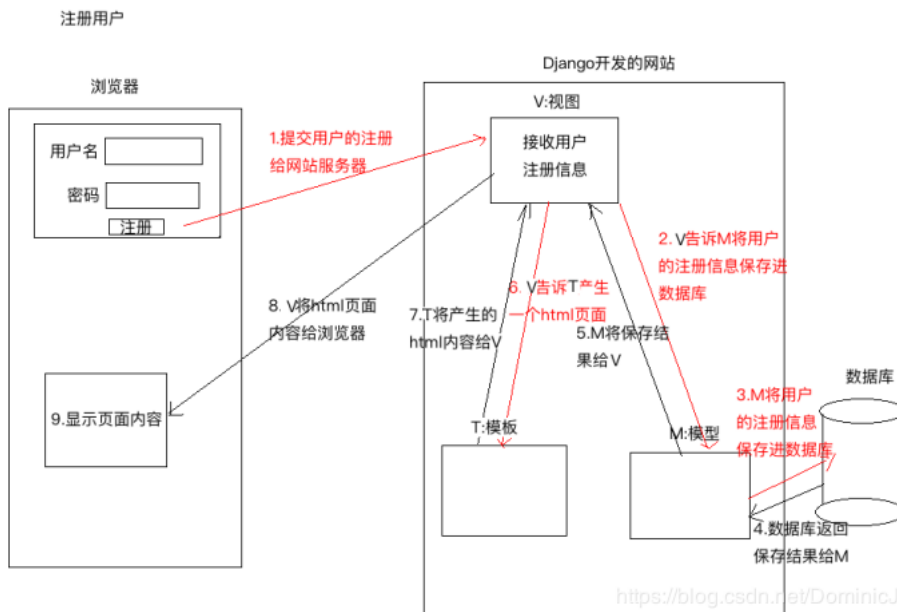 注册用户
浏览器
用户名
密码
注册
1.提交用户的注册
给网站服务器
Django开发的网站
V:视图
接收用户
注册信息
2. V告诉M将用户
的注册信息保存进
数据库
6. V告诉T产生
一个html页面
7.T将产生的
html内容给V
8. V将html页面
内容给浏览器
5.M将保存结
果给V
9.显示页面内容
T:模板
M:模型
数据库
3.M将用户
的注册信息
保存进数据库
4.数据库返回
保存结果给M
https://blog.csdn.net/DominicJ